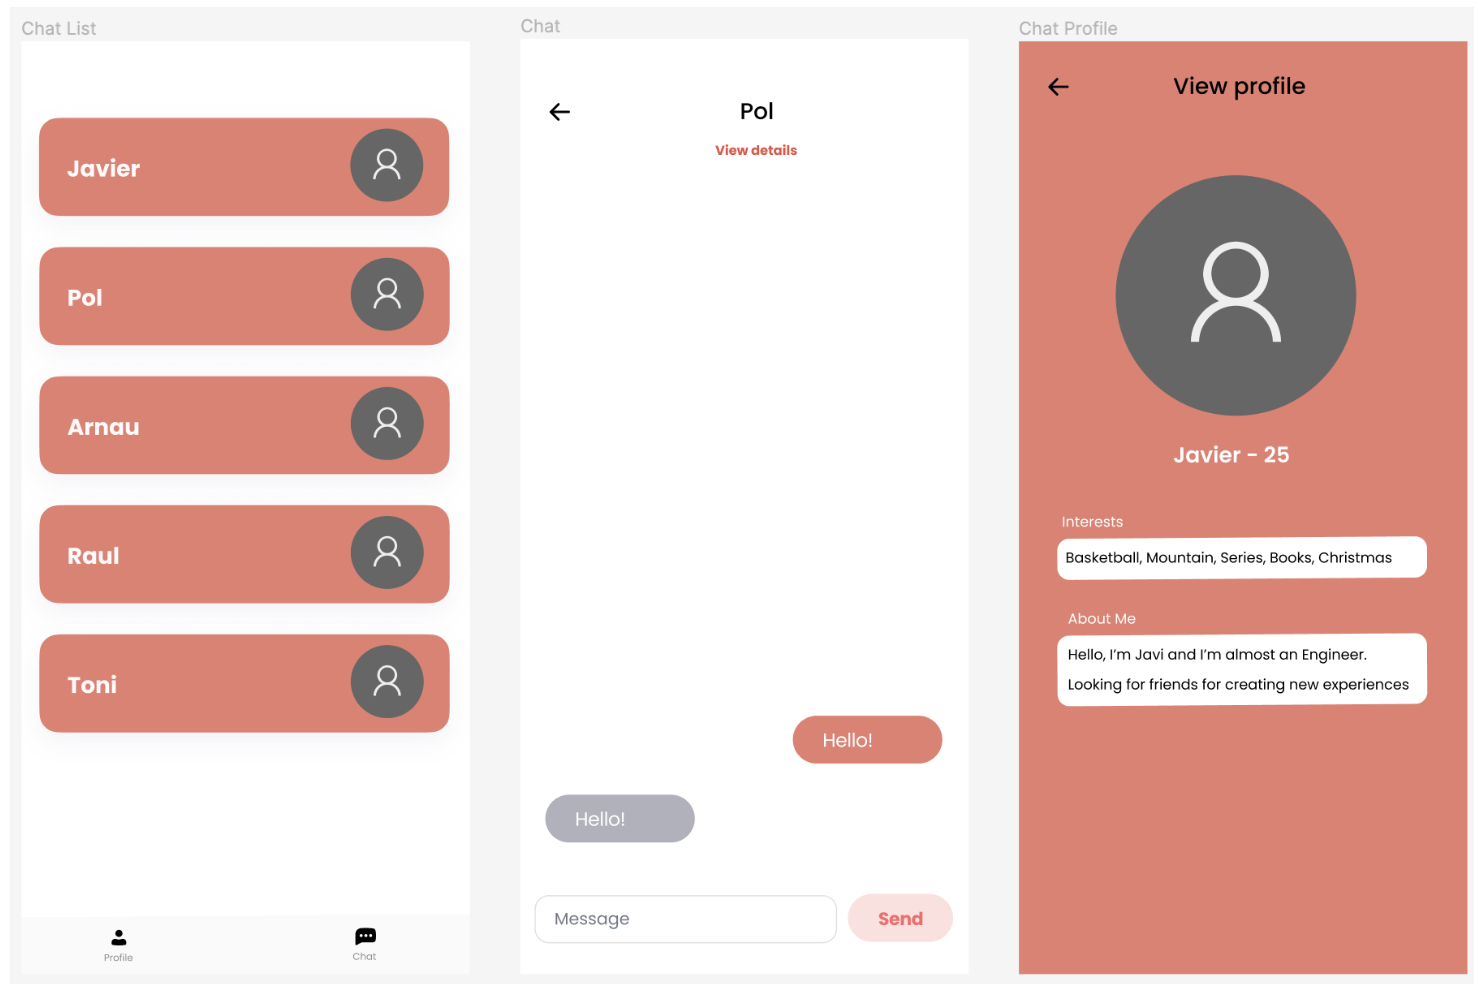 Chat List
Javier
Pol
Arnau
Raul
Toni
Profile
Chat
Chat
Pol
View details
Hello!
Hello!
Message
Send
Chat Profile
View profile
Javier - 25
Interests
Basketball, Mountain, Series, Books, Christmas
About Me
Hello, I'm Javi and I'm almost an Engineer.
Looking for friends for creating new experiences